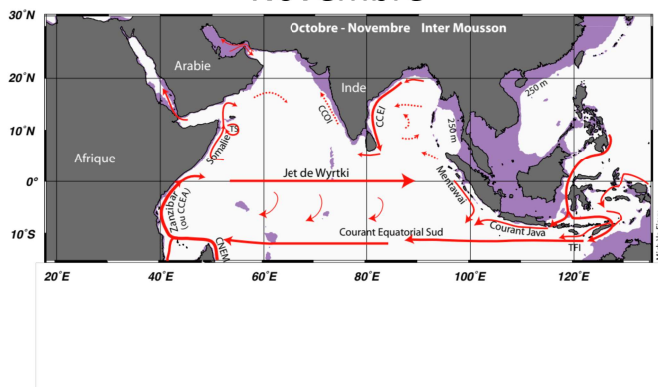 Octobre - Novembre Inter Mousson
30°N
20°N
10°N
0°
10°S
Arabie
Inde
Afrique
CCOI
CCEI
250 m
250 m
TS
Somalie
Mentawai
Jet de Wyrtki
Zanzibar
(ou CCEA)
Courant Equatorial Sud
Courant Java
CNEM
TFI
20°E
40°E
60°E
80°E
100°E
120°E